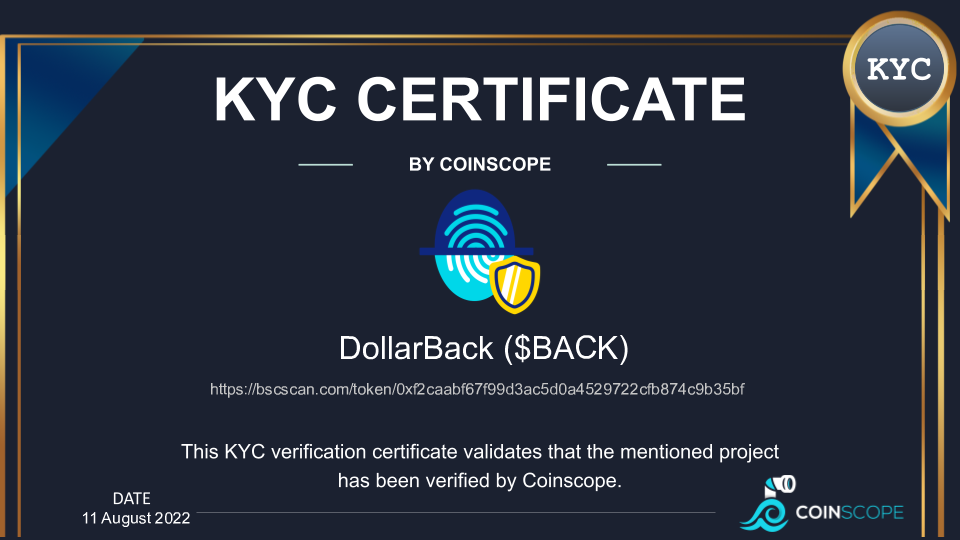 KYC
KYC CERTIFICATE
BY COINSCOPE
DollarBack ($BACK)
https://bscscan.com/token/0xf2caabf67f99d3ac5d0a4529722cfb874c9b35bf
This KYC verification certificate validates that the mentioned project
has been verified by Coinscope.
DATE
11 August 2022
COINSCOPE